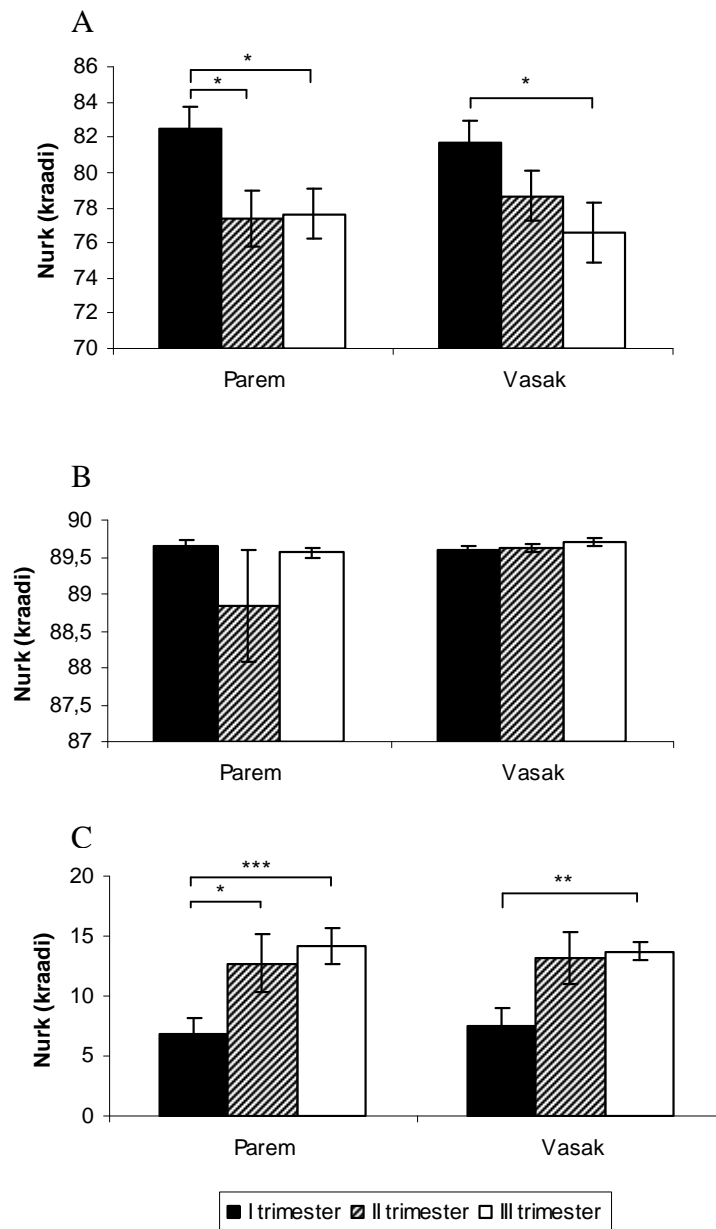 A
Nurk (kraadi)
86
84
82
80
78
76
74
72
70
* 
*
*
Parem
Vasak
B
Nurk (kraadi)
90
89,5
89
88,5
88
87,5
87
Parem
Vasak
C
Nurk (kraadi)
20
15
10
5
0
***
*
**
Parem
Vasak
I trimester II trimester III trimester